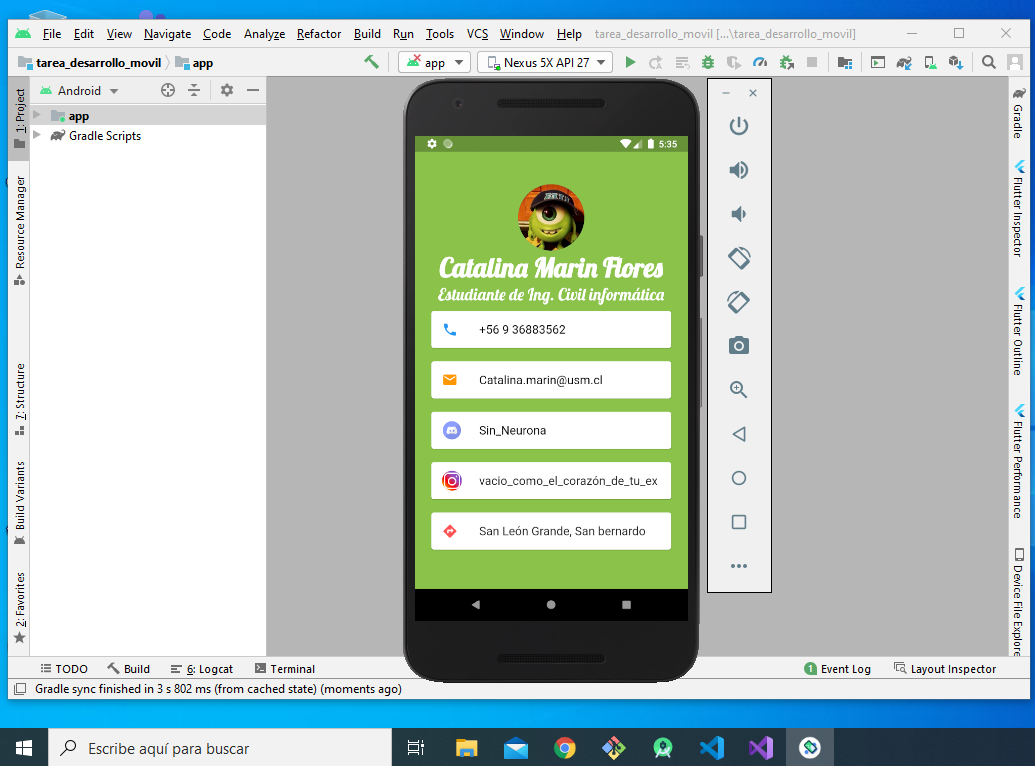 File Edit View Navigate Code Analyze Refactor Build Run Tools VCS Window Help tarea_desarrollo_movil [...\tarea_desarrollo_movil]
tarea_desarrollo_movil app
app
Nexus 5X API 27
1: Project
Resource Manager
7: Structure
Build Variants
2: Favorites
Android
app
Gradle Scripts
5:35
Catalina Marin Flores
Estudiante de Ing. Civil informática
+56 9 36883562
Catalina.marin@usm.cl
Sin_Neurona
vacio_como_el_corazón_de_tu_ex
San León Grande, San bernardo
Gradle
Flutter Inspector
Flutter Outline
Flutter Performance
Device File Explore
TODO Build 6: Logcat Terminal
1 Event Log Layout Inspector
Gradle sync finished in 3 s 802 ms (from cached state) (moments ago)
Escribe aquí para buscar